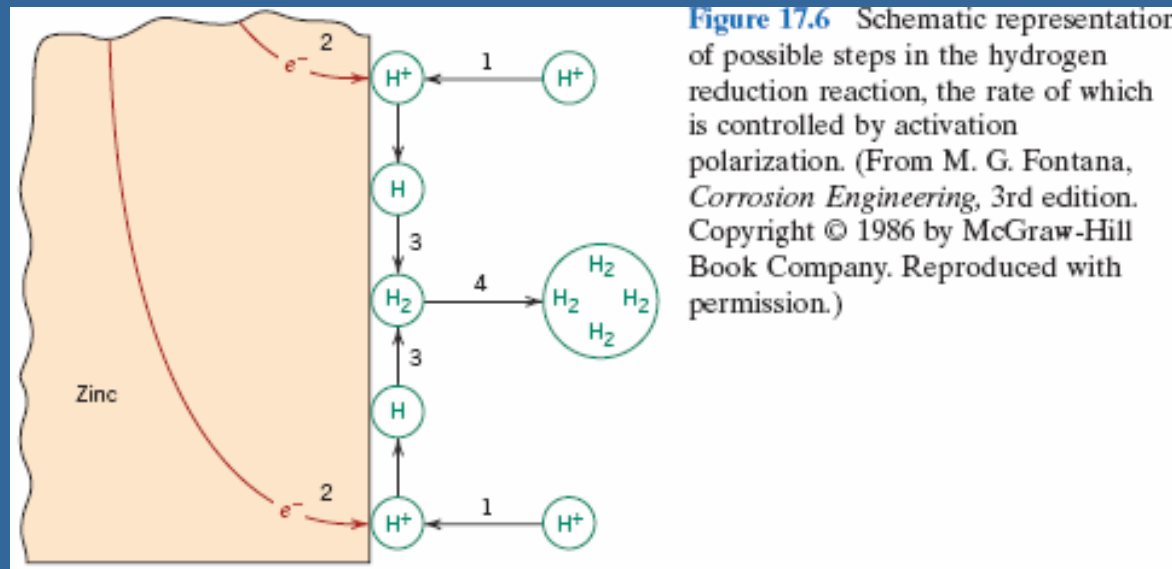 Figure 17.6 Schematic representation
of possible steps in the hydrogen
reduction reaction, the rate of which
is controlled by activation
polarization. (From M. G. Fontana,
Corrosion Engineering, 3rd edition.
Copyright © 1986 by McGraw-Hill
Book Company. Reproduced with
permission.)
2
e⁻
H⁺
1
H⁺
H
3
H₂
4
H₂
H₂ H₂
H₂
3
Zinc
H
2
e⁻
H⁺
1
H⁺